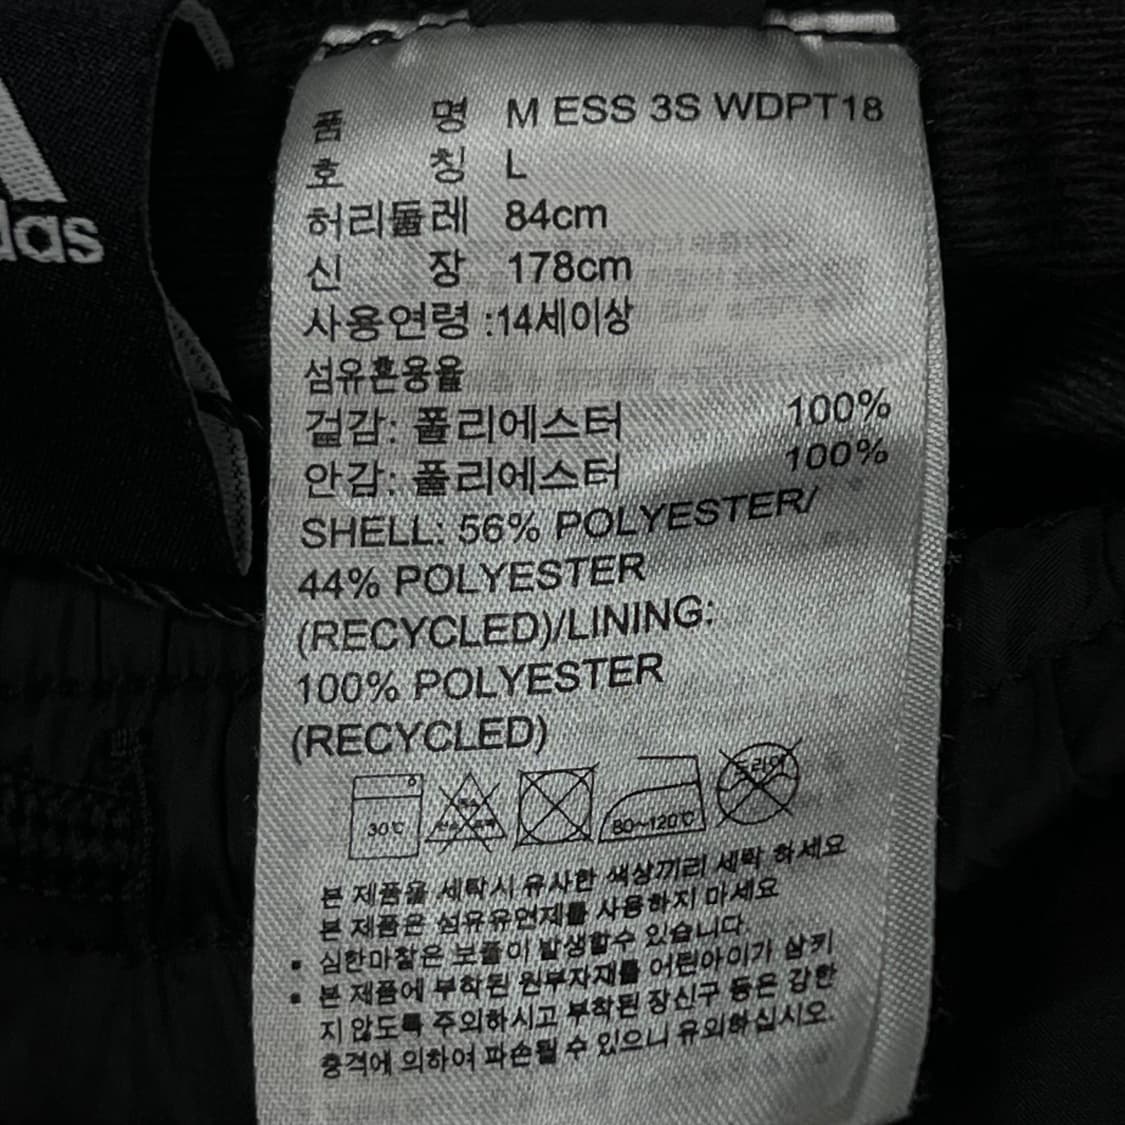 das
품 명 M ESS 3S WDPT18
호 칭 L
허리둘레 84cm
신 장 178cm
사용연령 :14세이상
섬유혼용율
겉감: 폴리에스터 100%
안감: 폴리에스터 100%
SHELL: 56% POLYESTER/
44% POLYESTER
(RECYCLED)/LINING:
100% POLYESTER
(RECYCLED)
30℃ 80~120℃ 드라이
본 제품을 세탁시 유사한 색상끼리 세탁 하세요
본 제품은 섬유유연제를 사용하지 마세요
▪ 심한마찰은 보풀이 발생할수 있습니다.
▪ 본 제품에 부착된 원부자재를 어린아이가 삼키
지 않도록 주의하시고 부착된 장신구 등은 강한
충격에 의하여 파손될 수 있으니 유의하십시오.